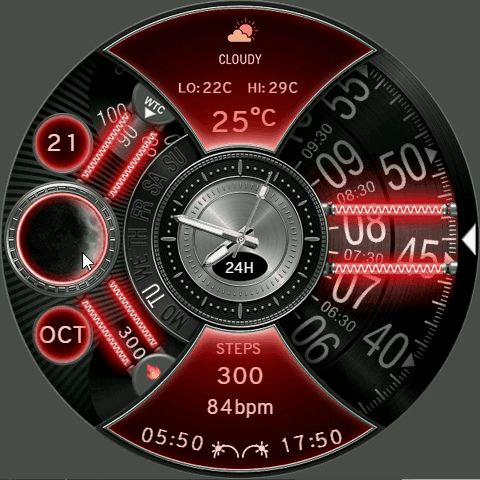 CLOUDY
LO:22C HI:29C
25°C
WTC
100
90
21
SU
SA
FR
TH
WE
TU
MO
OCT
300
24H
55
09:30
09
50
08:30
08
45
07:30
07
06:30
06
40
STEPS
300
84bpm
05:50 17:50